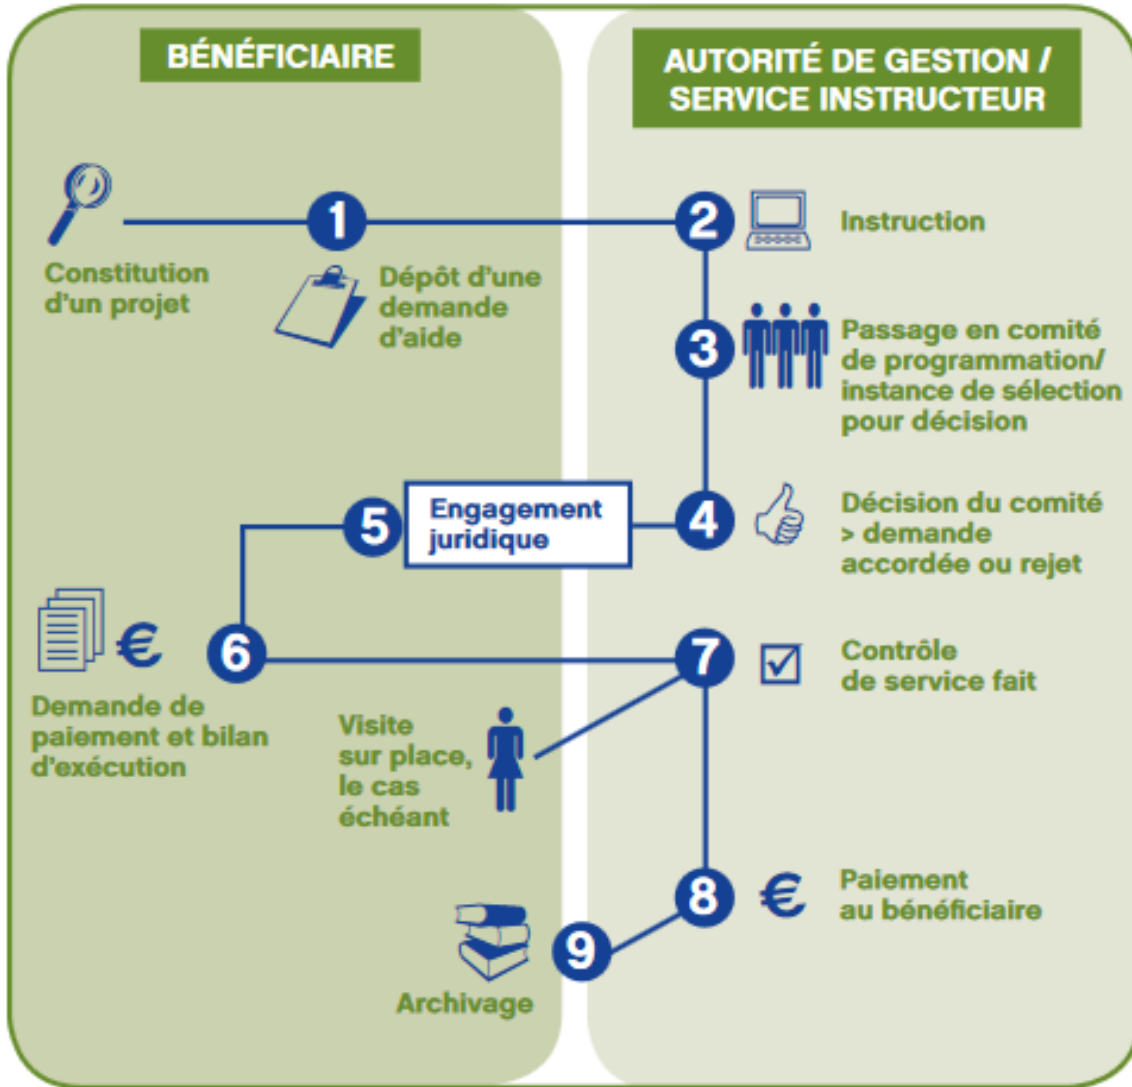 BÉNÉFICIAIRE
AUTORITÉ DE GESTION /
SERVICE INSTRUCTEUR
Constitution
d'un projet
1
Dépôt d'une
demande
d'aide
2
Instruction
3
Passage en comité
de programmation/
instance de sélection
pour décision
4
Décision du comité
> demande
accordée ou rejet
5
Engagement
juridique
6
€
Demande de
paiement et bilan
d'exécution
7
Contrôle
de service fait
Visite
sur place,
le cas
échéant
8
€
Paiement
au bénéficiaire
9
Archivage